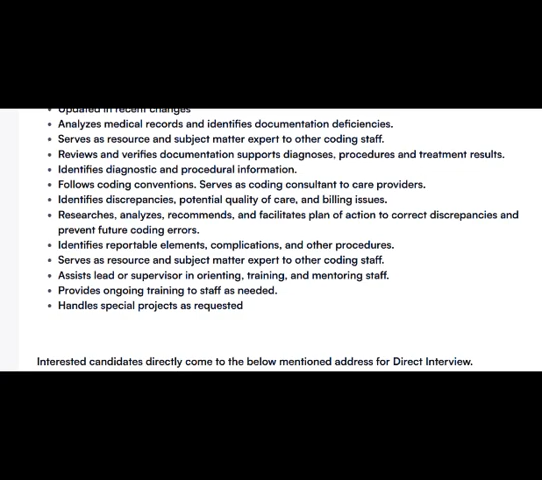 Updated in recent changes
Analyzes medical records and identifies documentation deficiencies.
Serves as resource and subject matter expert to other coding staff.
Reviews and verifies documentation supports diagnoses, procedures and treatment results.
Identifies diagnostic and procedural information.
Follows coding conventions. Serves as coding consultant to care providers.
Identifies discrepancies, potential quality of care, and billing issues.
Researches, analyzes, recommends, and facilitates plan of action to correct discrepancies and
prevent future coding errors.
Identifies reportable elements, complications, and other procedures.
Serves as resource and subject matter expert to other coding staff.
Assists lead or supervisor in orienting, training, and mentoring staff.
Provides ongoing training to staff as needed.
Handles special projects as requested
Interested candidates directly come to the below mentioned address for Direct Interview.